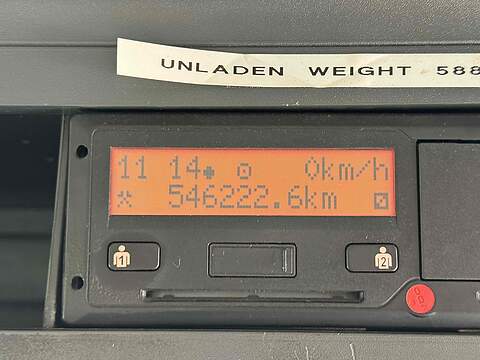 UNLADEN WEIGHT 588
11 14 0km/h
546222.6km
1
2